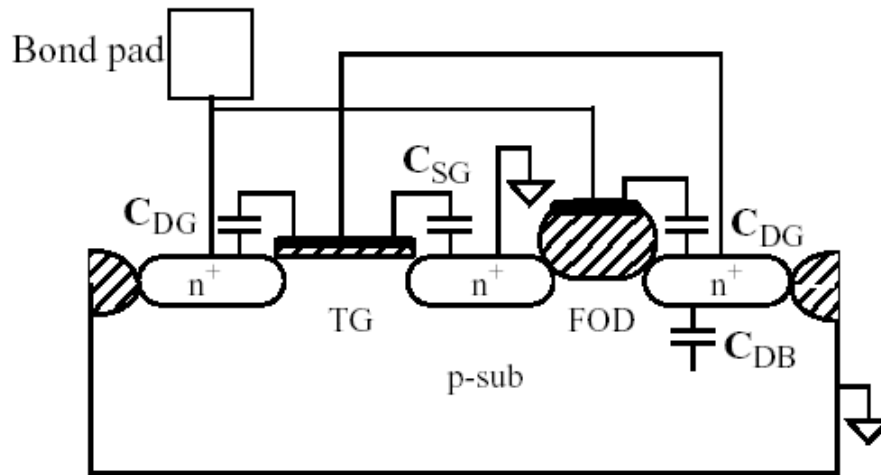 Bond pad
C_SG
C_DG
C_DG
n⁺
n⁺
n⁺
TG
FOD
C_DB
p-sub